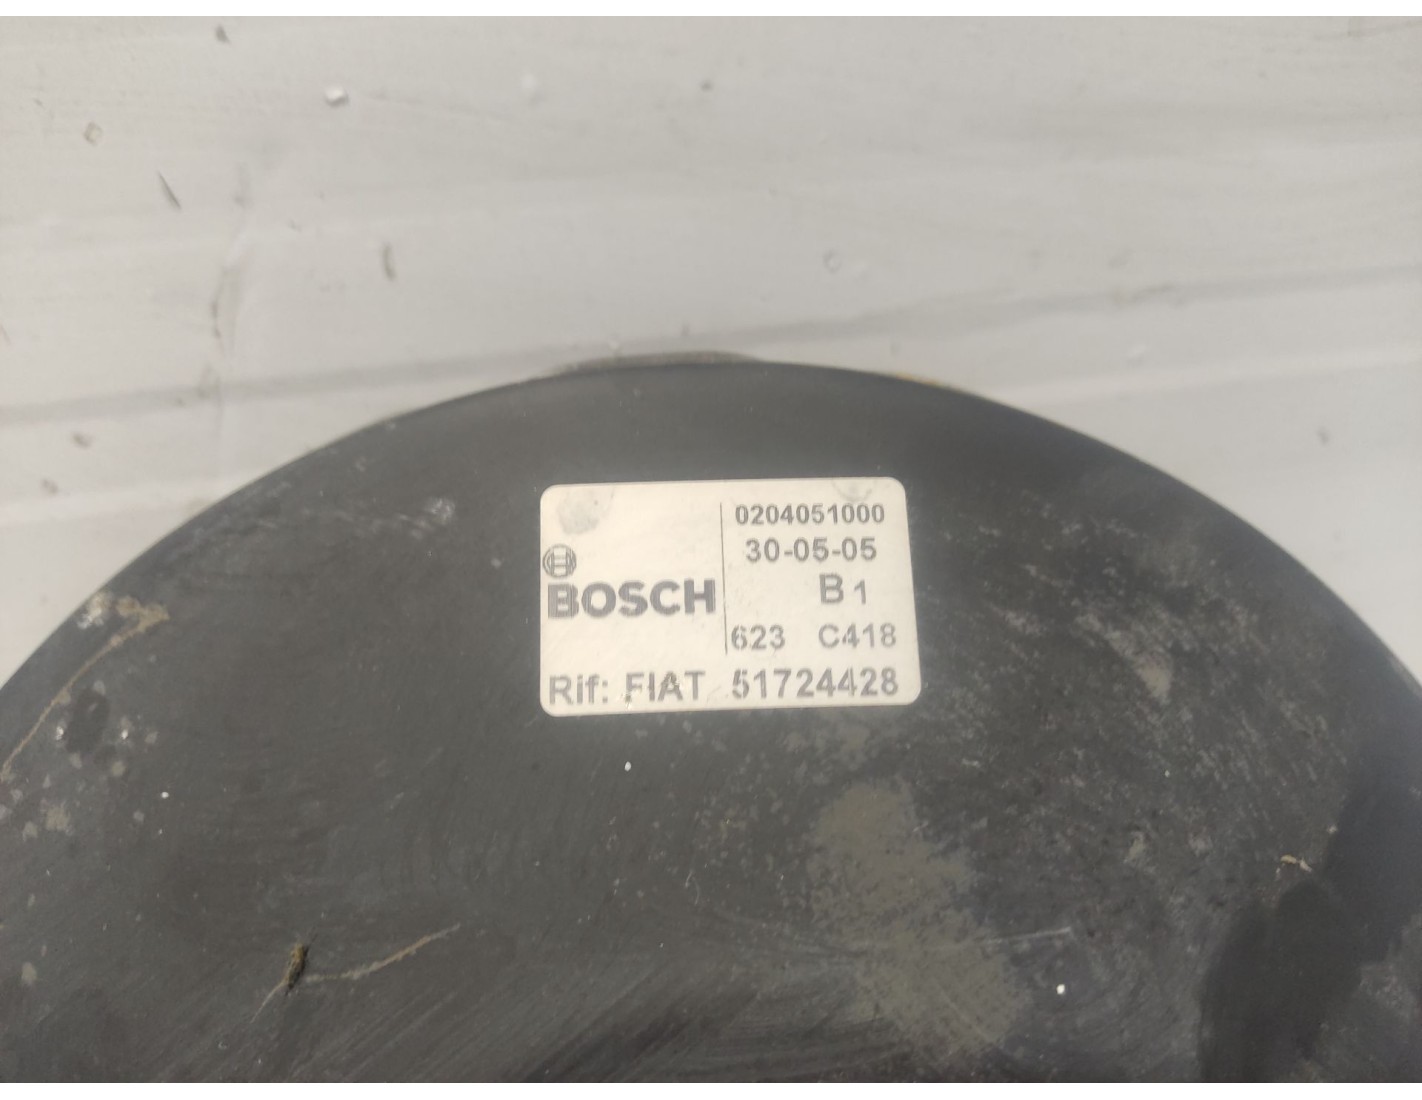 0204051000
30-05-05
BOSCH
B1
623 C418
Rif: FIAT 51724428